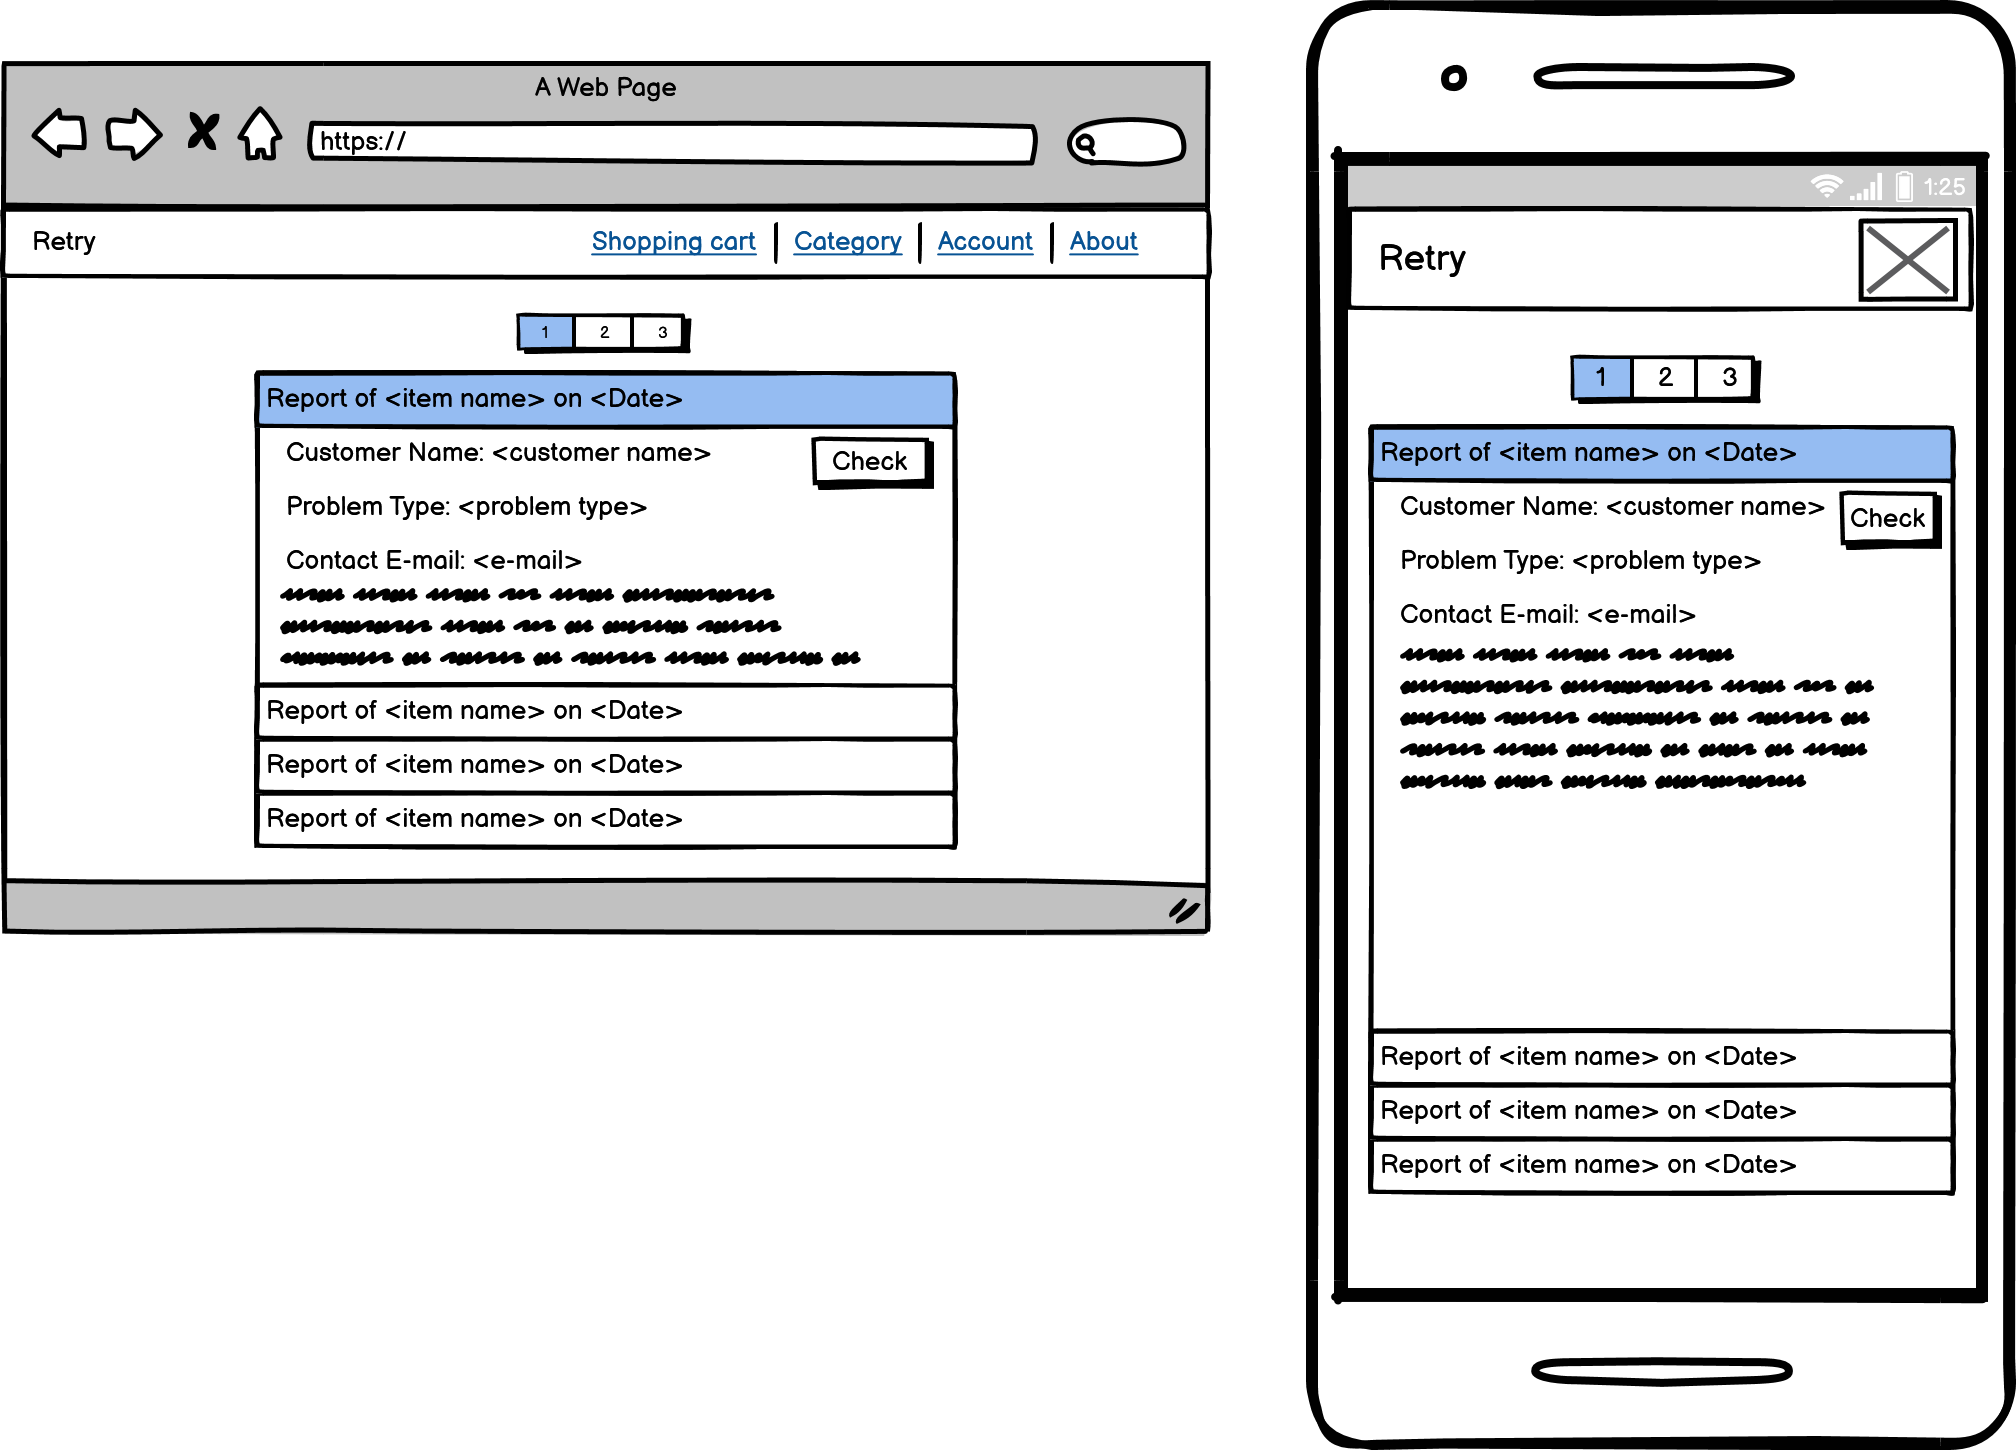 A Web Page
https://
Retry
Shopping cart
Category
Account
About
1 2 3
Report of <item name> on <Date>
Customer Name: <customer name>
Check
Problem Type: <problem type>
Contact E-mail: <e-mail>
Report of <item name> on <Date>
Report of <item name> on <Date>
Report of <item name> on <Date>
1:25
Retry
1 2 3
Report of <item name> on <Date>
Customer Name: <customer name>
Check
Problem Type: <problem type>
Contact E-mail: <e-mail>
Report of <item name> on <Date>
Report of <item name> on <Date>
Report of <item name> on <Date>